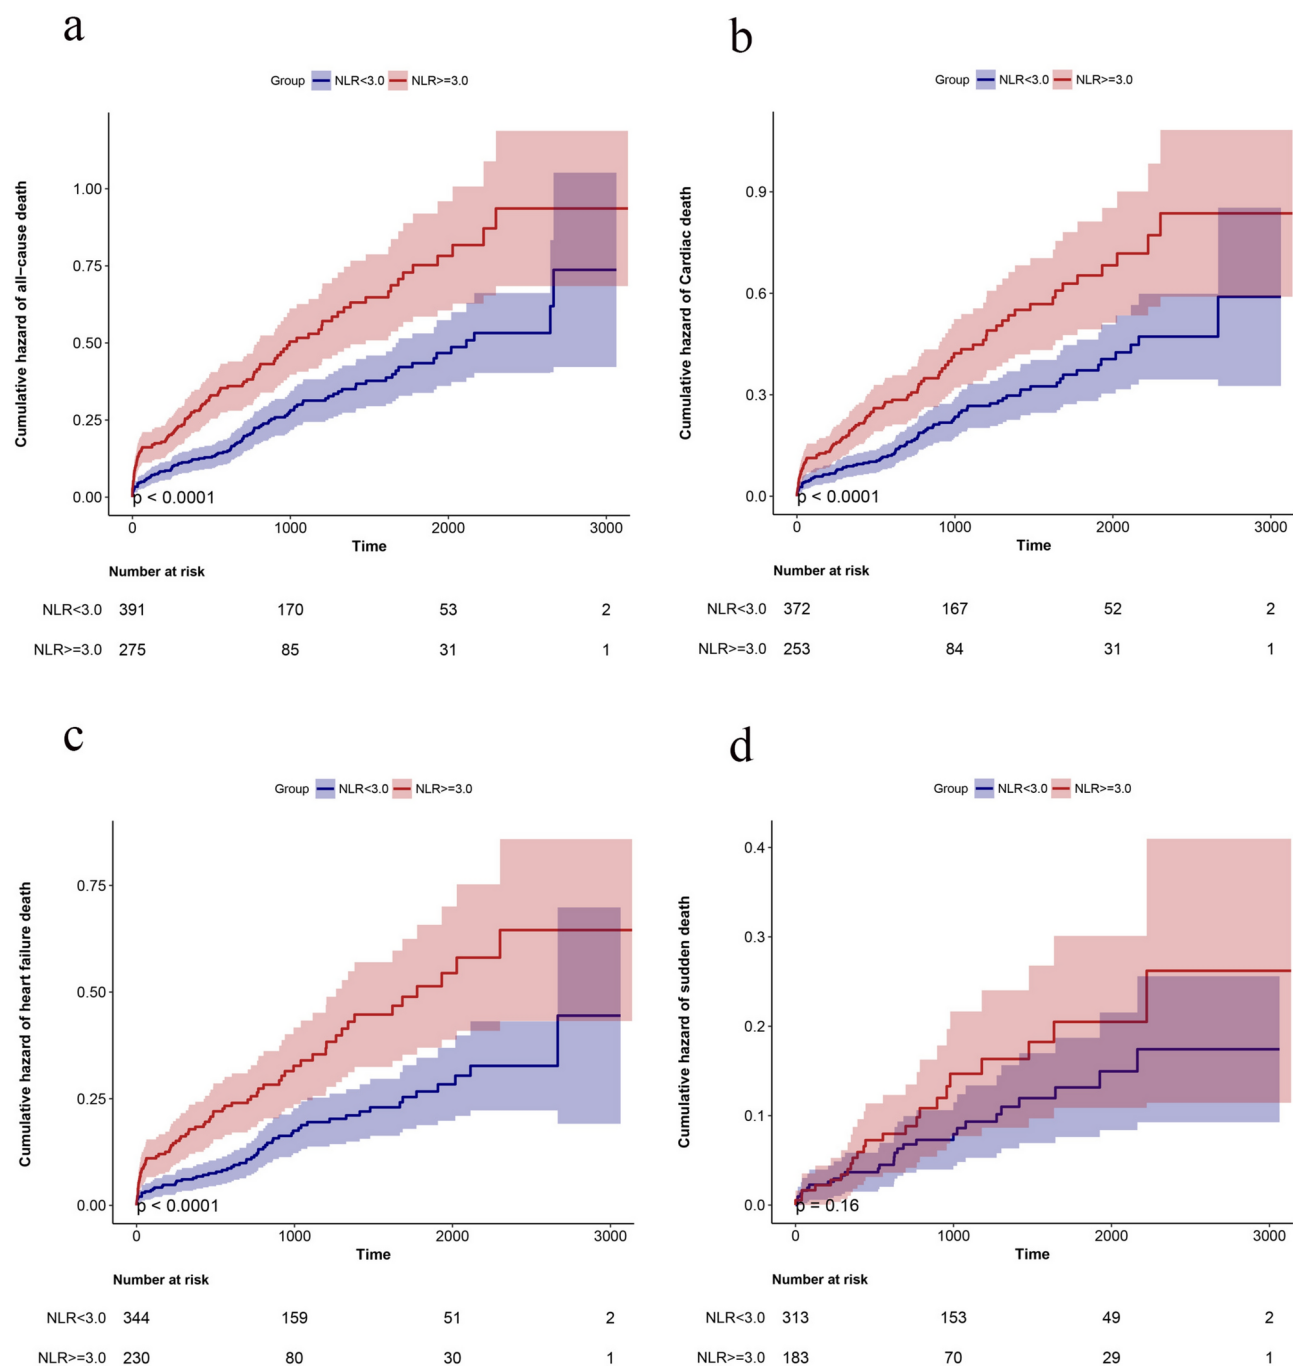 a
Group NLR<3.0 NLR>=3.0
Cumulative hazard of all-cause death
1.00
0.75
0.50
0.25
0.00
p < 0.0001
0 1000 2000 3000
Time
Number at risk
NLR<3.0 391 170 53 2
NLR>=3.0 275 85 31 1
b
Group NLR<3.0 NLR>=3.0
Cumulative hazard of Cardiac death
0.9
0.6
0.3
0.0
p < 0.0001
0 1000 2000 3000
Time
Number at risk
NLR<3.0 372 167 52 2
NLR>=3.0 253 84 31 1
c
Group NLR<3.0 NLR>=3.0
Cumulative hazard of heart failure death
0.75
0.50
0.25
0.00
p < 0.0001
0 1000 2000 3000
Time
Number at risk
NLR<3.0 344 159 51 2
NLR>=3.0 230 80 30 1
d
Group NLR<3.0 NLR>=3.0
Cumulative hazard of sudden death
0.4
0.3
0.2
0.1
0.0
p = 0.16
0 1000 2000 3000
Time
Number at risk
NLR<3.0 313 153 49 2
NLR>=3.0 183 70 29 1